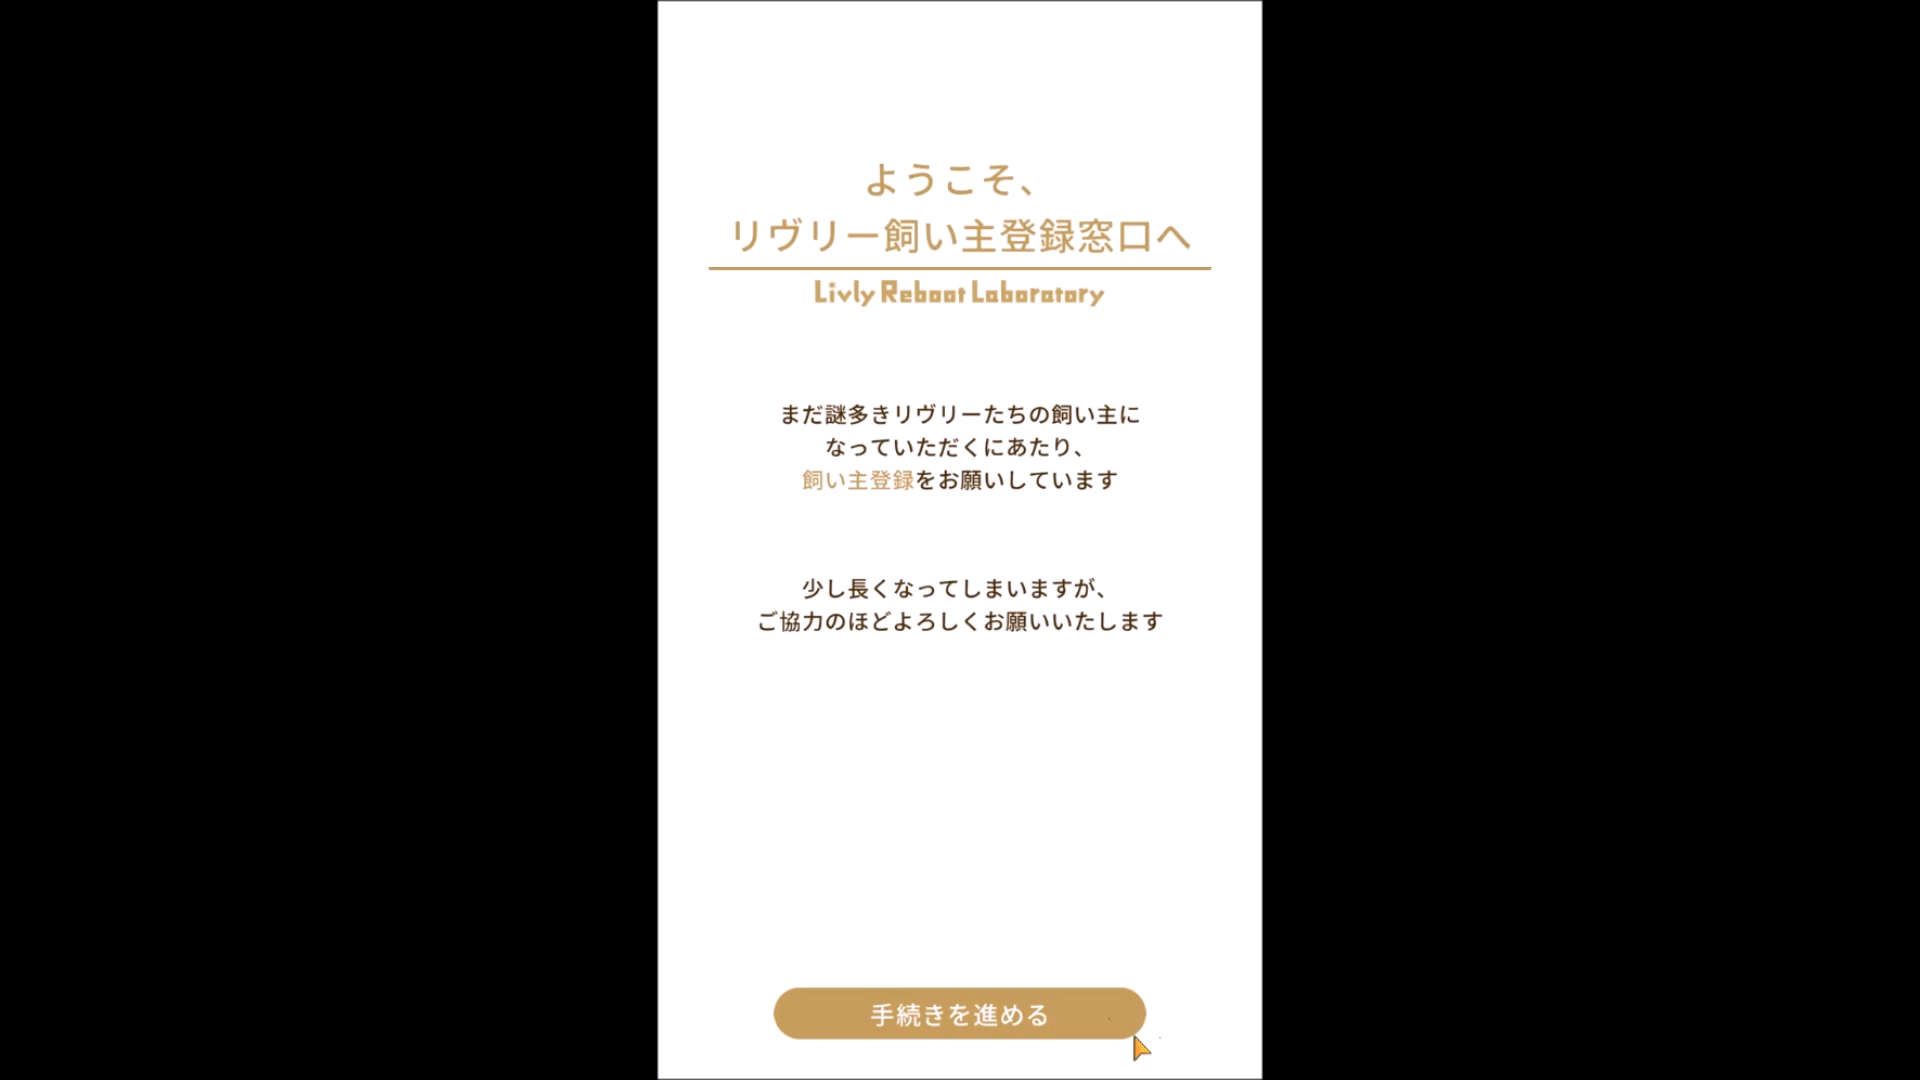 ようこそ、
リヴリー飼い主登録窓口へ
Livly Reboot Laboratory
まだ謎多きリヴリーたちの飼い主に
なっていただくにあたり、
飼い主登録をお願いしています
少し長くなってしまいますが、
ご協力のほどよろしくお願いいたします
手続きを進める